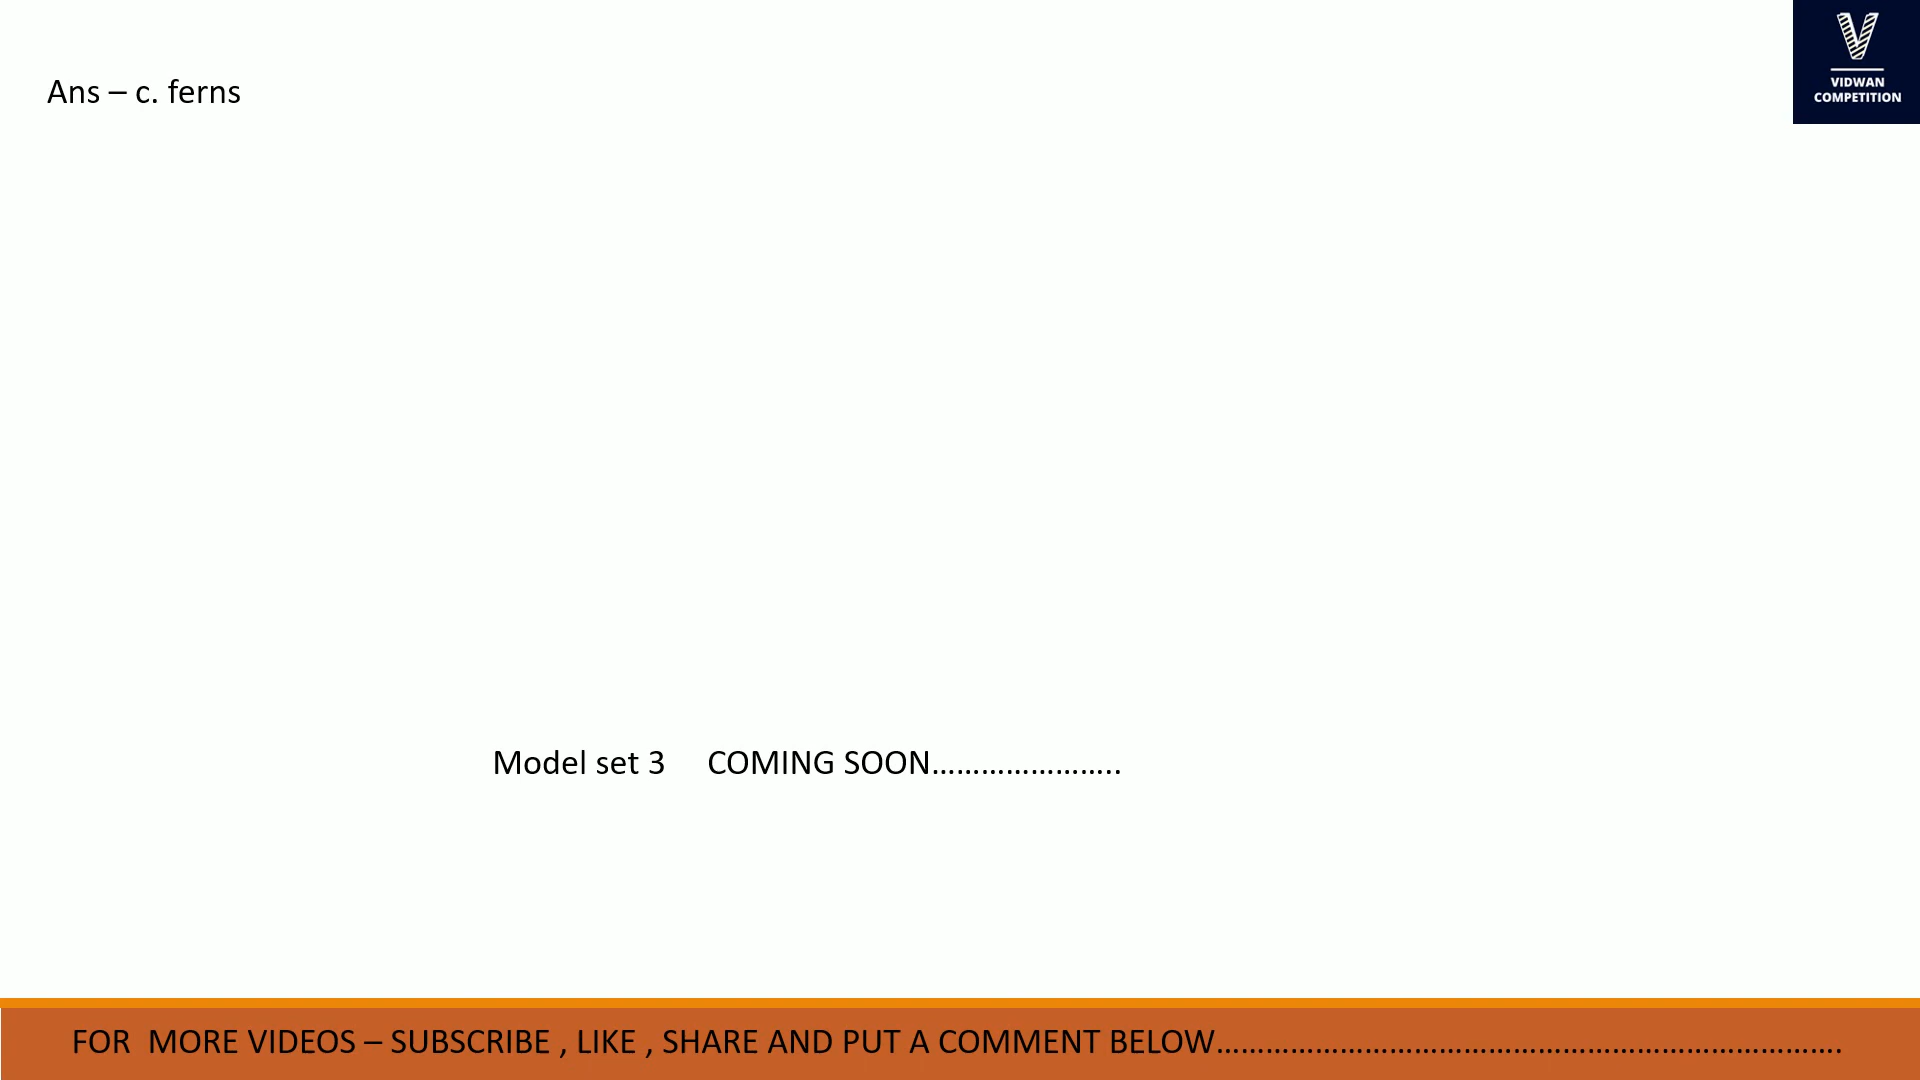 Ans – c. ferns
V
VIDWAN
COMPETITION
Model set 3 COMING SOON…………………..
FOR MORE VIDEOS – SUBSCRIBE , LIKE , SHARE AND PUT A COMMENT BELOW………………………………………………………………….